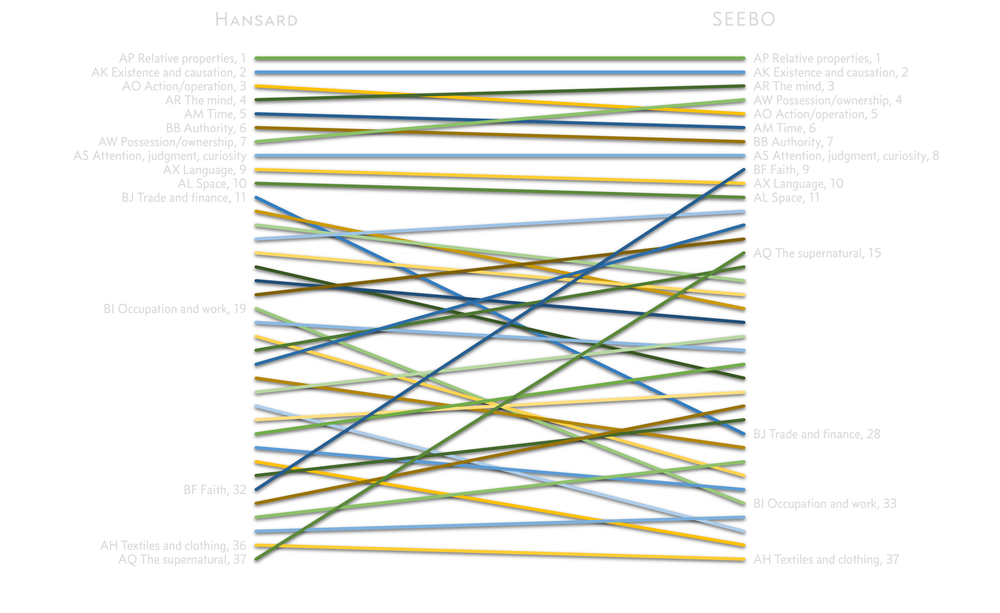 HANSARD
SEEBO
AP Relative properties, 1
AK Existence and causation, 2
AO Action/operation, 3
AR The mind, 4
AM Time, 5
BB Authority, 6
AW Possession/ownership, 7
AS Attention, judgment, curiosity
AX Language, 9
AL Space, 10
BJ Trade and finance, 11
BI Occupation and work, 19
BF Faith, 32
AH Textiles and clothing, 36
AQ The supernatural, 37
AP Relative properties, 1
AK Existence and causation, 2
AR The mind, 3
AW Possession/ownership, 4
AO Action/operation, 5
AM Time, 6
BB Authority, 7
AS Attention, judgment, curiosity, 8
BF Faith, 9
AX Language, 10
AL Space, 11
AQ The supernatural, 15
BJ Trade and finance, 28
BI Occupation and work, 33
AH Textiles and clothing, 37